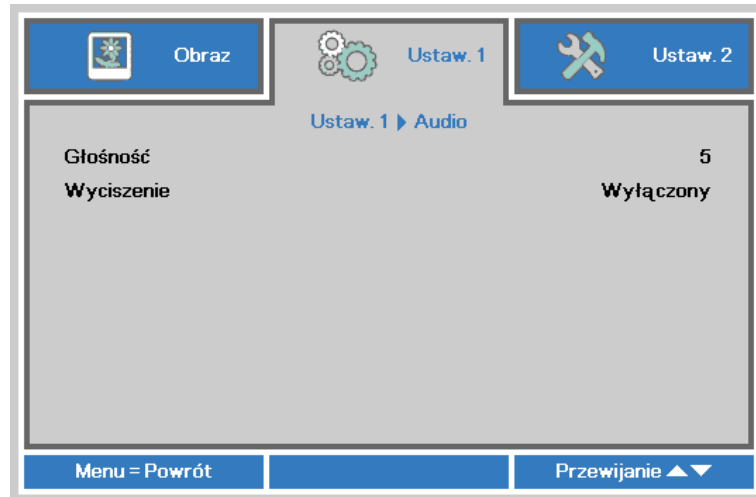 Obraz
Ustaw. 1
Ustaw. 2
Ustaw. 1 ▶ Audio
Głośność 5
Wyciszenie Wyłączony
Menu = Powrót
Przewijanie ▲▼